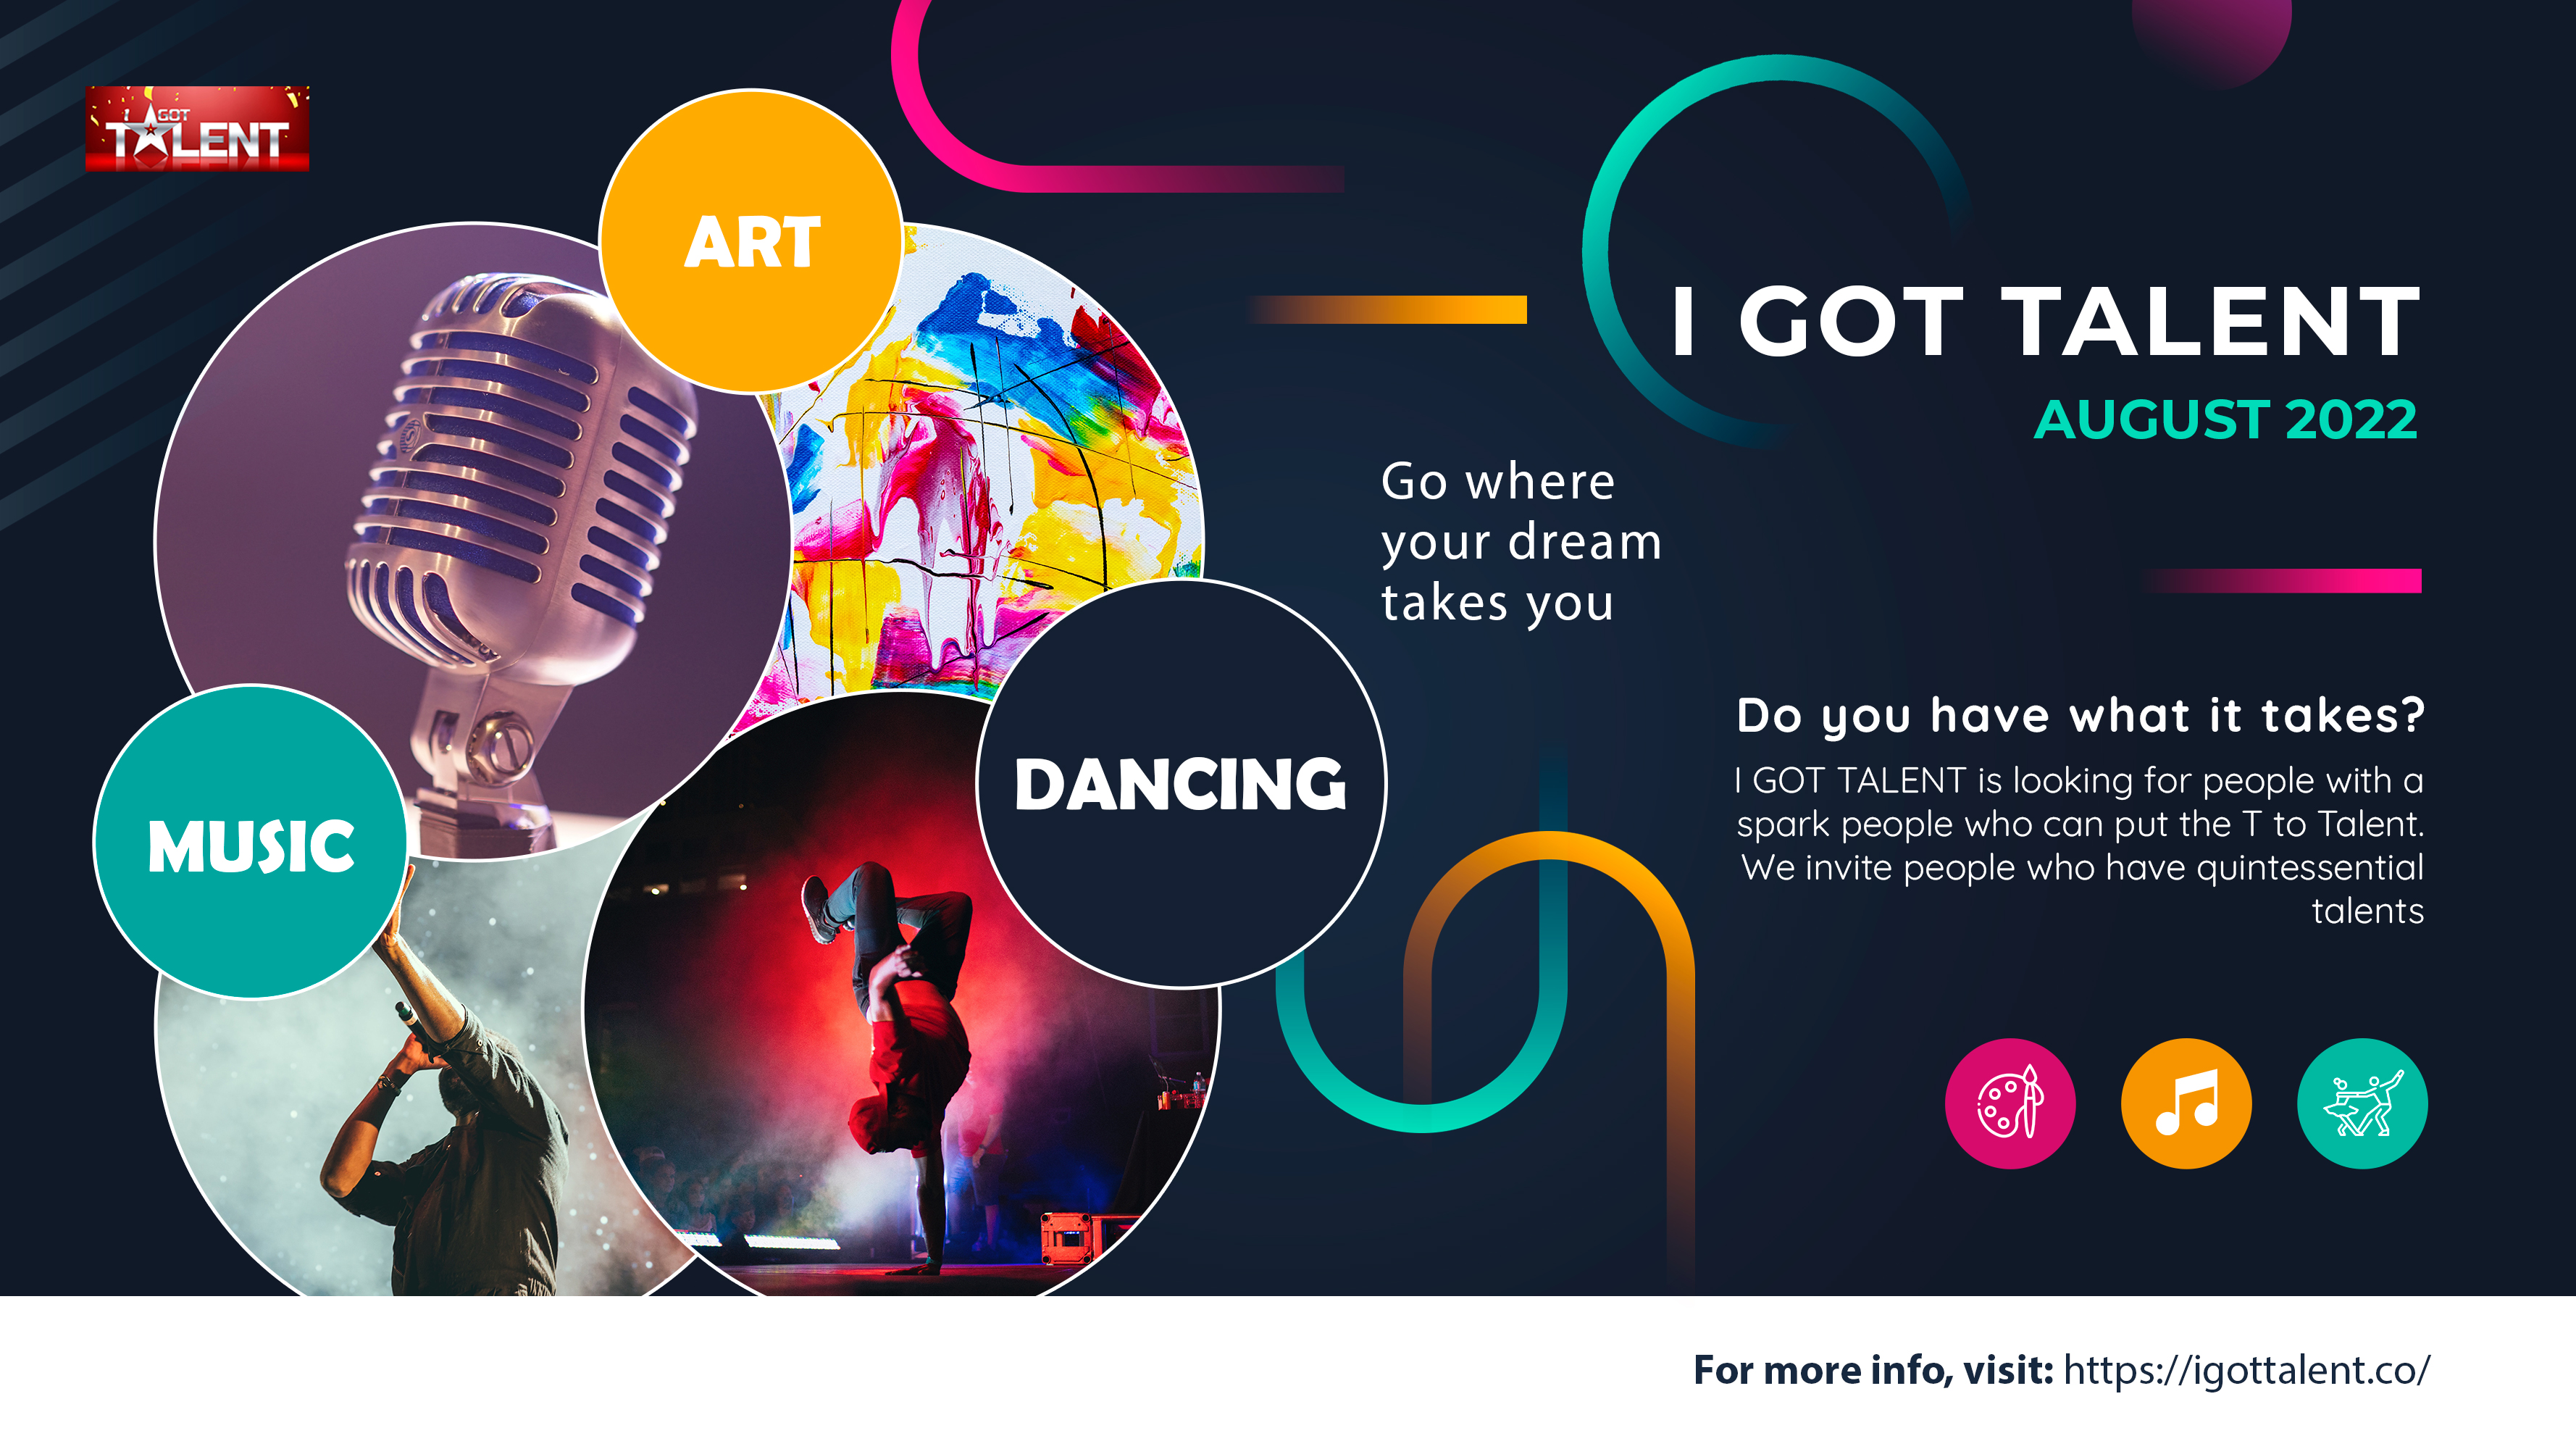 I GOT
TALENT
ART
MUSIC
DANCING
I GOT TALENT
AUGUST 2022
Go where
your dream
takes you
Do you have what it takes?
I GOT TALENT is looking for people with a
spark people who can put the T to Talent.
We invite people who have quintessential
talents
For more info, visit: https://igottalent.co/